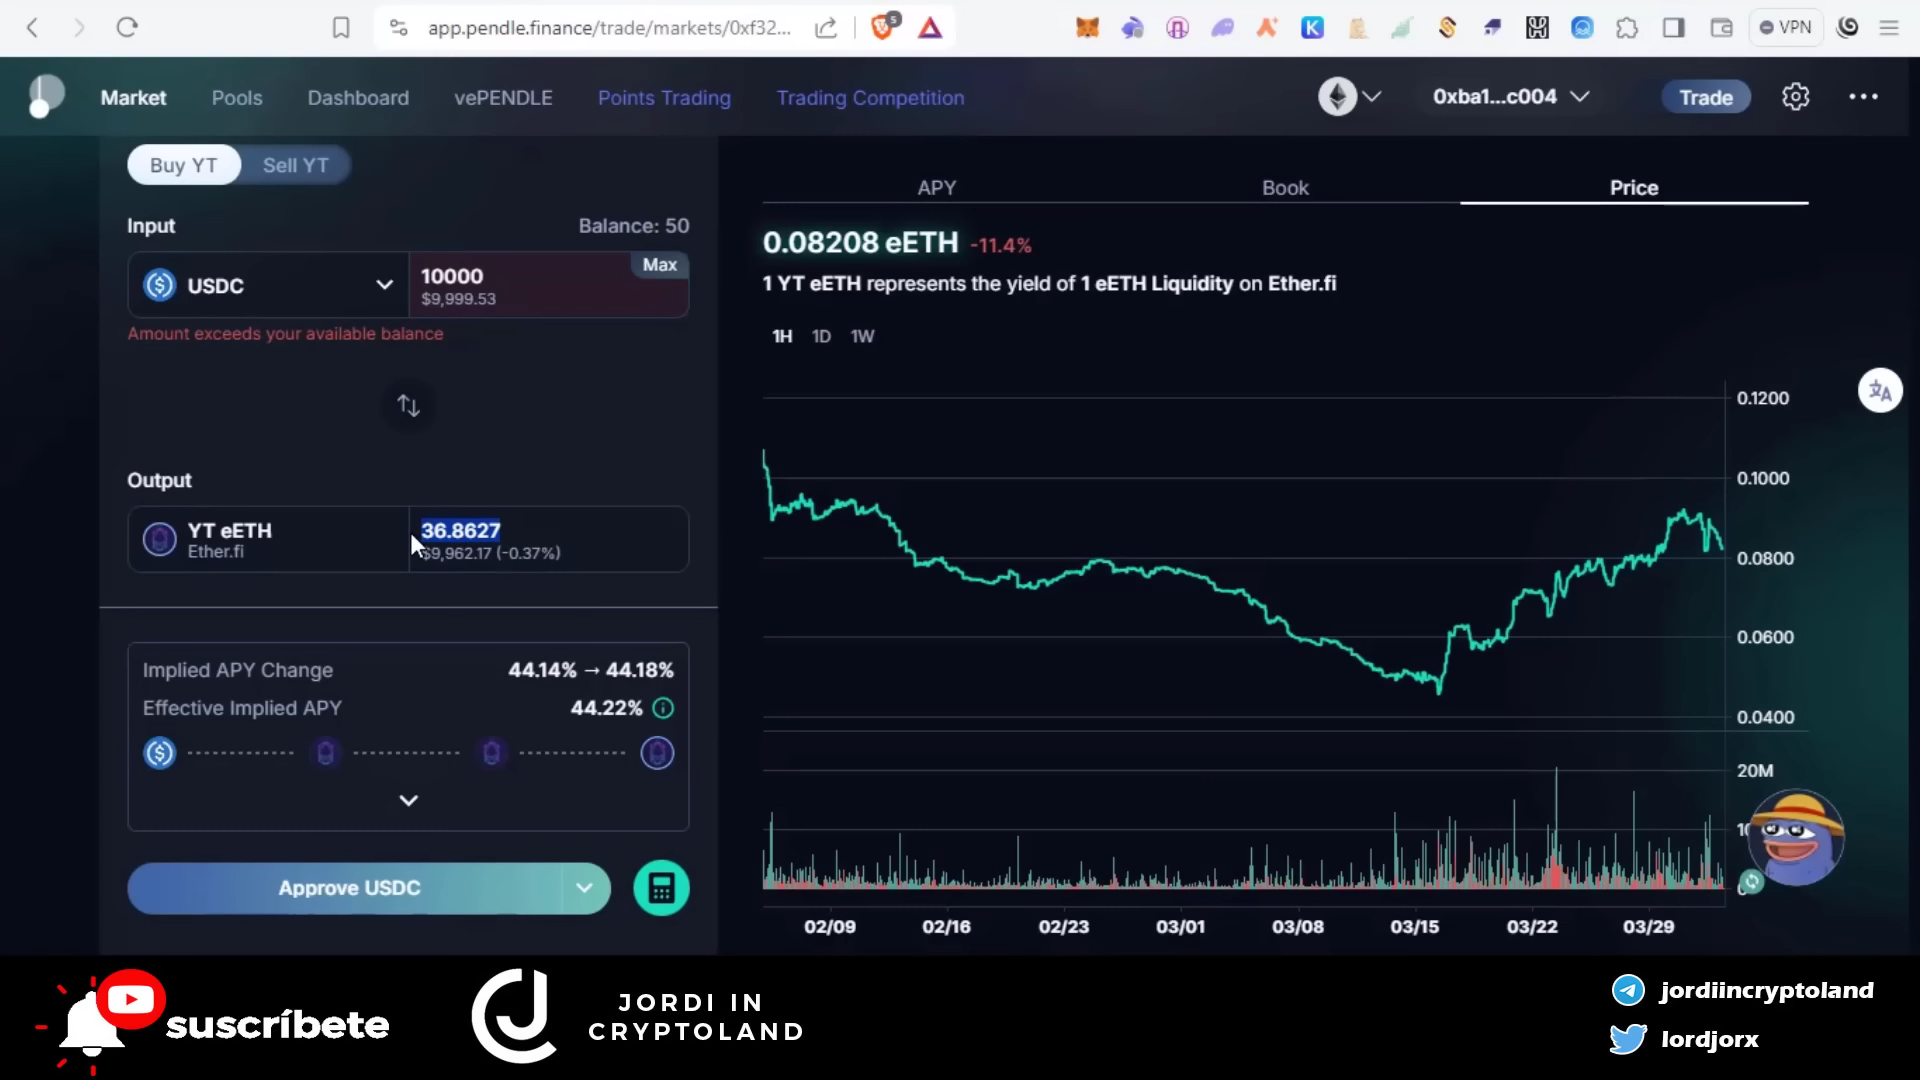 app.pendle.finance/trade/markets/0xf32...
5
K
VPN
Market
Pools
Dashboard
vePENDLE
Points Trading
Trading Competition
0xba1...c004
Trade
Buy YT
Sell YT
Input
Balance: 50
USDC
10000
$9,999.53
Max
Amount exceeds your available balance
Output
YT eETH
Ether.fi
36.8627
$9,962.17 (-0.37%)
Implied APY Change
44.14% → 44.18%
Effective Implied APY
44.22%
Approve USDC
APY
Book
Price
0.08208 eETH -11.4%
1 YT eETH represents the yield of 1 eETH Liquidity on Ether.fi
1H 1D 1W
0.1200
0.1000
0.0800
0.0600
0.0400
20M
02/09
02/16
02/23
03/01
03/08
03/15
03/22
03/29
suscríbete
JORDI IN
CRYPTOLAND
jordiincryptoland
lordjorx